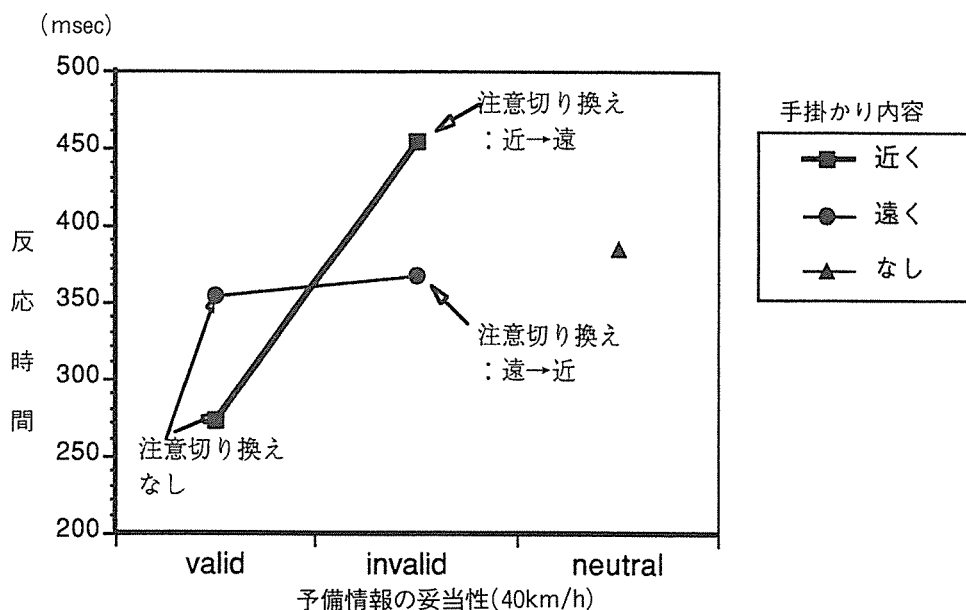 (msec)
500
450
400
350
300
250
200
反応時間
注意切り換え
：近→遠
注意切り換え
：遠→近
注意切り換え
なし
valid
invalid
neutral
予備情報の妥当性(40km/h)
手掛かり内容
近く
遠く
なし